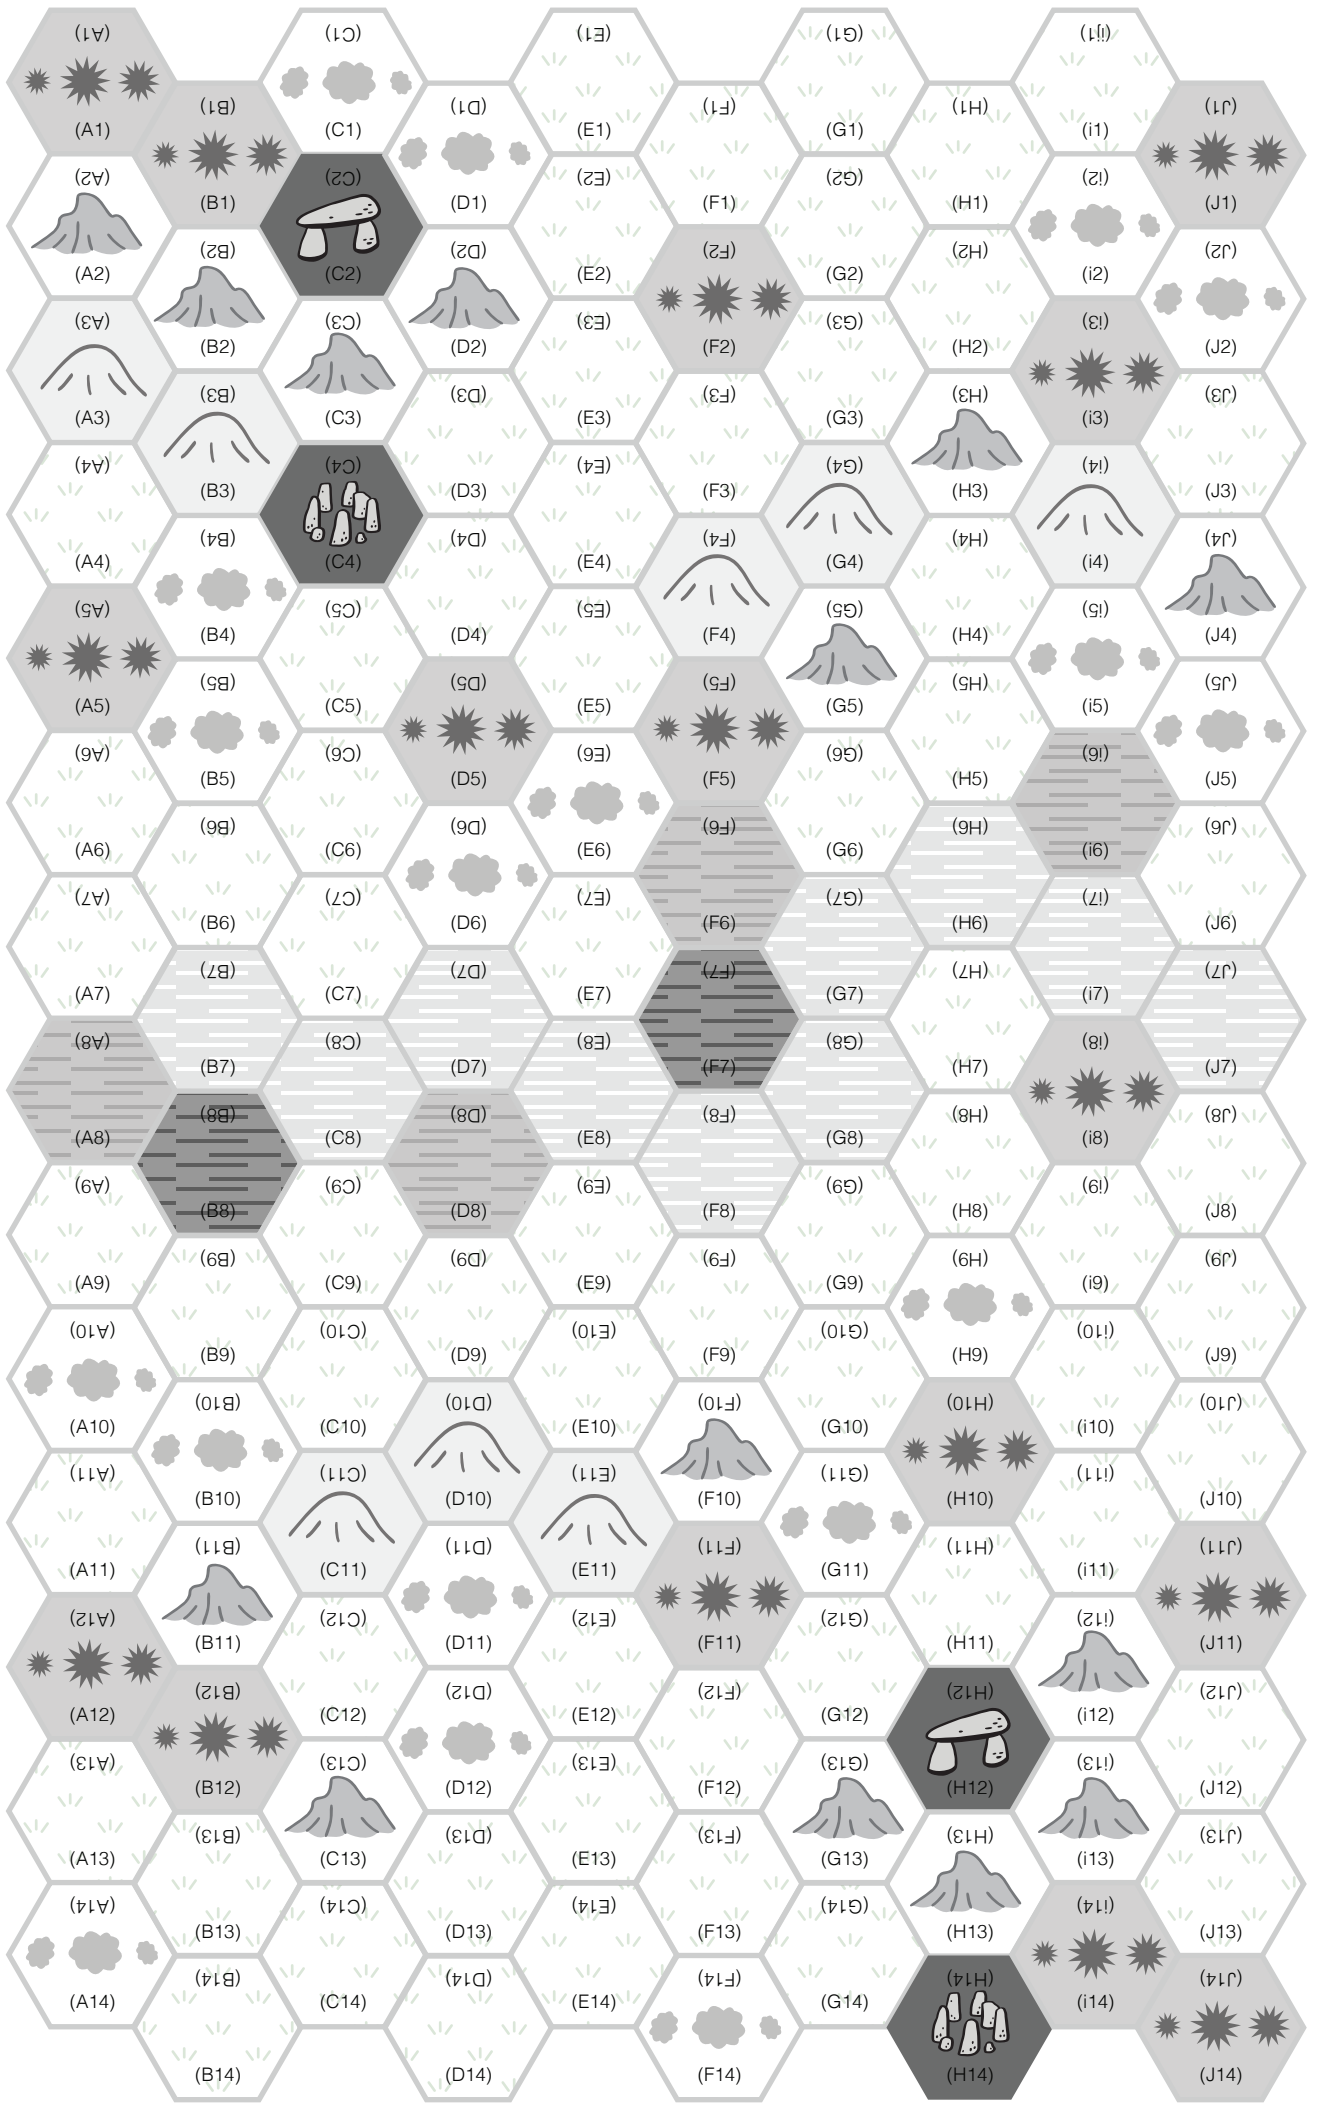 (A1) (C1) (E1) (G1) (ij1)
(B1) (D1) (F1) (H1) (J1)
(A1) (C1) (E1) (G1) (i1)
(A2) (C2) (E2) (G2) (i2)
(B1) (D1) (F1) (H1) (J1)
(B2) (D2) (F2) (H2) (J2)
(A2) (C2) (E2) (G2) (i2)
(A3) (C3) (E3) (G3) (i3)
(B2) (D2) (F2) (H2) (J2)
(B3) (D3) (F3) (H3) (J3)
(A3) (C3) (E3) (G3) (i3)
(A4) (C4) (E4) (G4) (i4)
(B3) (D3) (F3) (H3) (J3)
(B4) (D4) (F4) (H4) (J4)
(A4) (C4) (E4) (G4) (i4)
(A5) (C5) (E5) (G5) (i5)
(B4) (D4) (F4) (H4) (J4)
(B5) (D5) (F5) (H5) (J5)
(A5) (C5) (E5) (G5) (i5)
(A6) (C6) (E6) (G6) (i6)
(B5) (D5) (F5) (H5) (J5)
(B6) (D6) (F6) (H6) (J6)
(A6) (C6) (E6) (G6) (i6)
(A7) (C7) (E7) (G7) (i7)
(B6) (D6) (F6) (H6) (J6)
(B7) (D7) (F7) (H7) (J7)
(A7) (C7) (E7) (G7) (i7)
(A8) (C8) (E8) (G8) (i8)
(B7) (D7) (F7) (H7) (J7)
(B8) (D8) (F8) (H8) (J8)
(A8) (C8) (E8) (G8) (i8)
(A9) (C9) (E9) (G9) (i9)
(B8) (D8) (F8) (H8) (J8)
(B9) (D9) (F9) (H9) (J9)
(A9) (C9) (E9) (G9) (i9)
(A10) (C10) (E10) (G10) (i10)
(B9) (D9) (F9) (H9) (J9)
(B10) (D10) (F10) (H10) (J10)
(A10) (C10) (E10) (G10) (i10)
(A11) (C11) (E11) (G11) (i11)
(B10) (D10) (F10) (H10) (J10)
(B11) (D11) (F11) (H11) (J11)
(A11) (C11) (E11) (G11) (i11)
(A12) (C12) (E12) (G12) (i12)
(B11) (D11) (F11) (H11) (J11)
(B12) (D12) (F12) (H12) (J12)
(A12) (C12) (E12) (G12) (i12)
(A13) (C13) (E13) (G13) (i13)
(B12) (D12) (F12) (H12) (J12)
(B13) (D13) (F13) (H13) (J13)
(A13) (C13) (E13) (G13) (i13)
(A14) (C14) (E14) (G14) (i14)
(B13) (D13) (F13) (H13) (J13)
(B14) (D14) (F14) (H14) (J14)
(A14) (C14) (E14) (G14) (i14)
(B14) (D14) (F14) (H14) (J14)